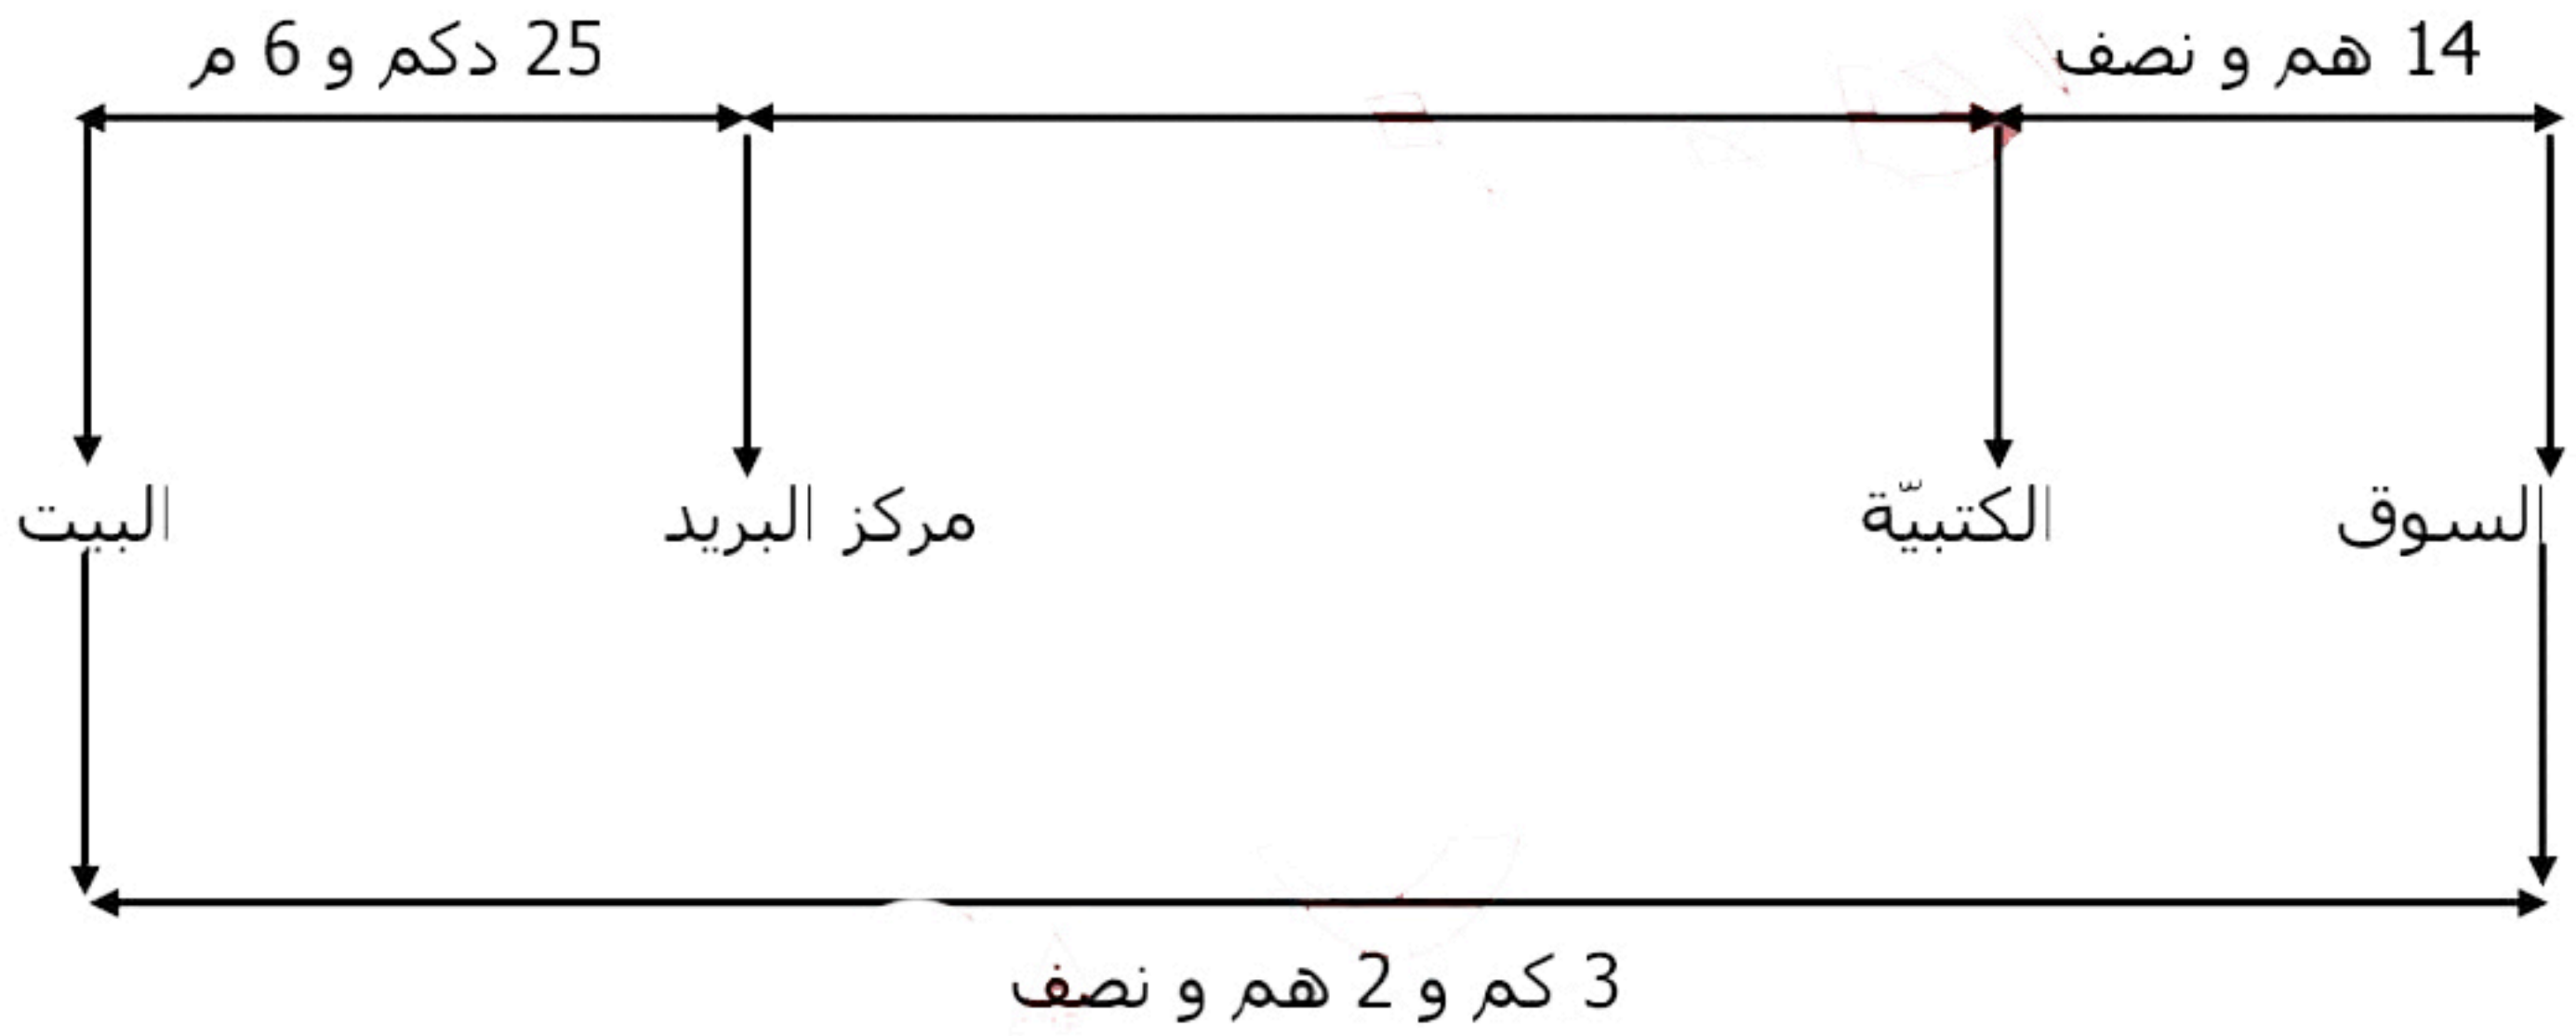 14 هم و نصف
25 دكم و 6 م
السوق
الكتبيّة
مركز البريد
البيت
3 كم و 2 هم و نصف